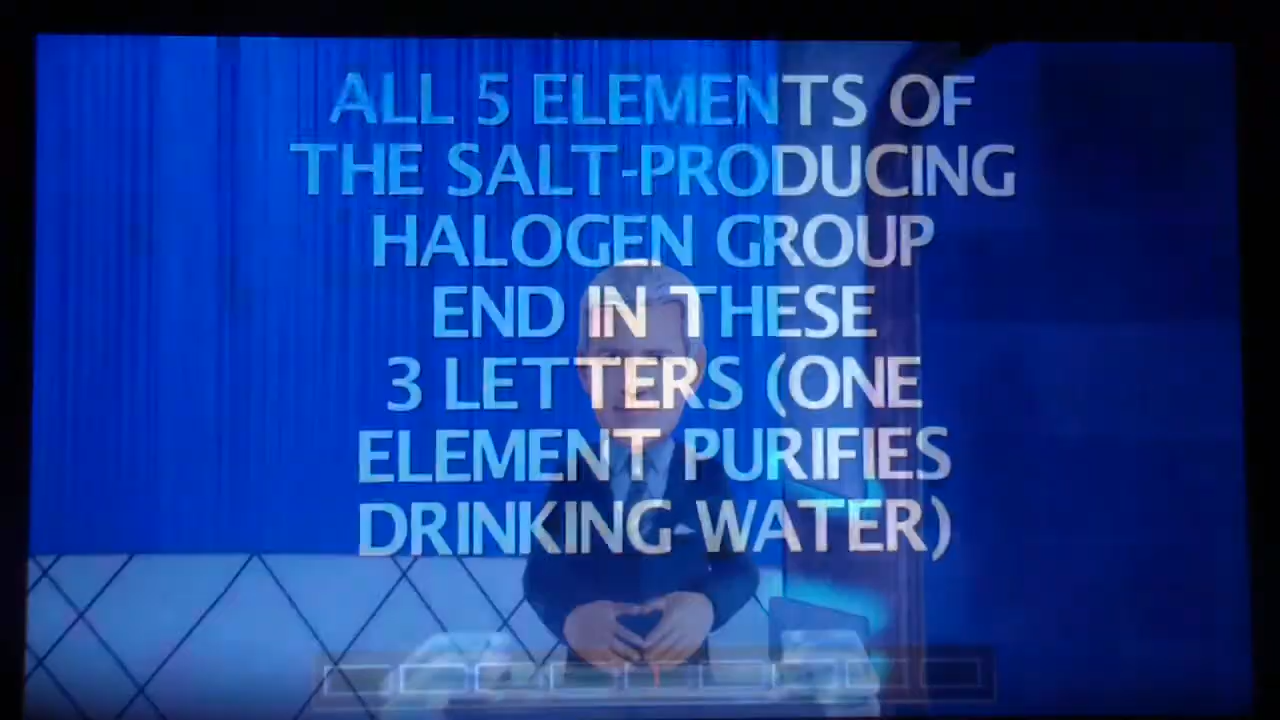 ALL 5 ELEMENTS OF
THE SALT-PRODUCING
HALOGEN GROUP
END IN THESE
3 LETTERS (ONE
ELEMENT PURIFIES
DRINKING WATER)